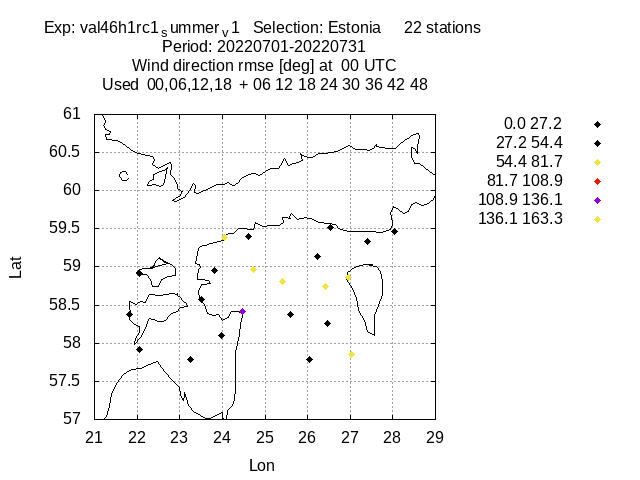 Exp: val46h1rc1ₛummerᵥ1 Selection: Estonia 22 stations
Period: 20220701-20220731
Wind direction rmse [deg] at 00 UTC
Used 00,06,12,18 + 06 12 18 24 30 36 42 48
61
60.5
60
59.5
59
58.5
58
57.5
57
Lat
21 22 23 24 25 26 27 28 29
Lon
0.0 27.2
27.2 54.4
54.4 81.7
81.7 108.9
108.9 136.1
136.1 163.3